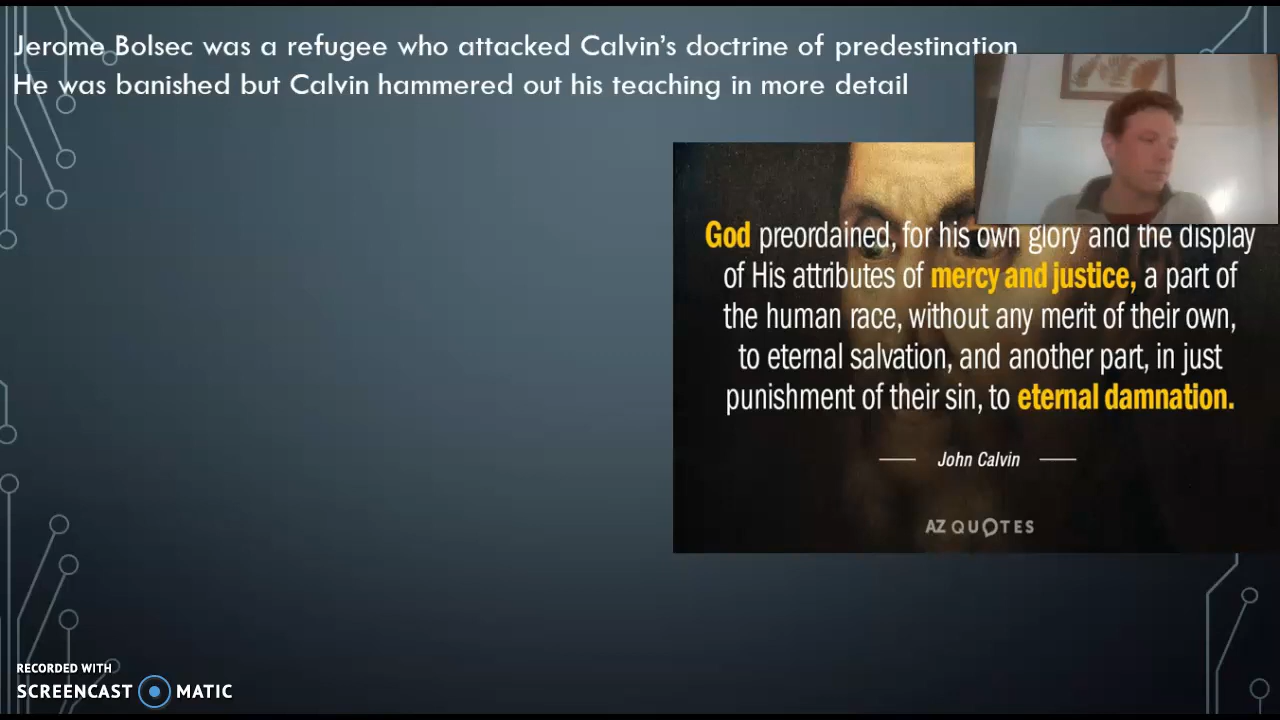 Jerome Bolsec was a refugee who attacked Calvin's doctrine of predestination
He was banished but Calvin hammered out his teaching in more detail
God preordained, for his own glory and the display
of His attributes of mercy and justice, a part of
the human race, without any merit of their own,
to eternal salvation, and another part, in just
punishment of their sin, to eternal damnation.
John Calvin
AZ QUOTES
RECORDED WITH
SCREENCAST MATIC